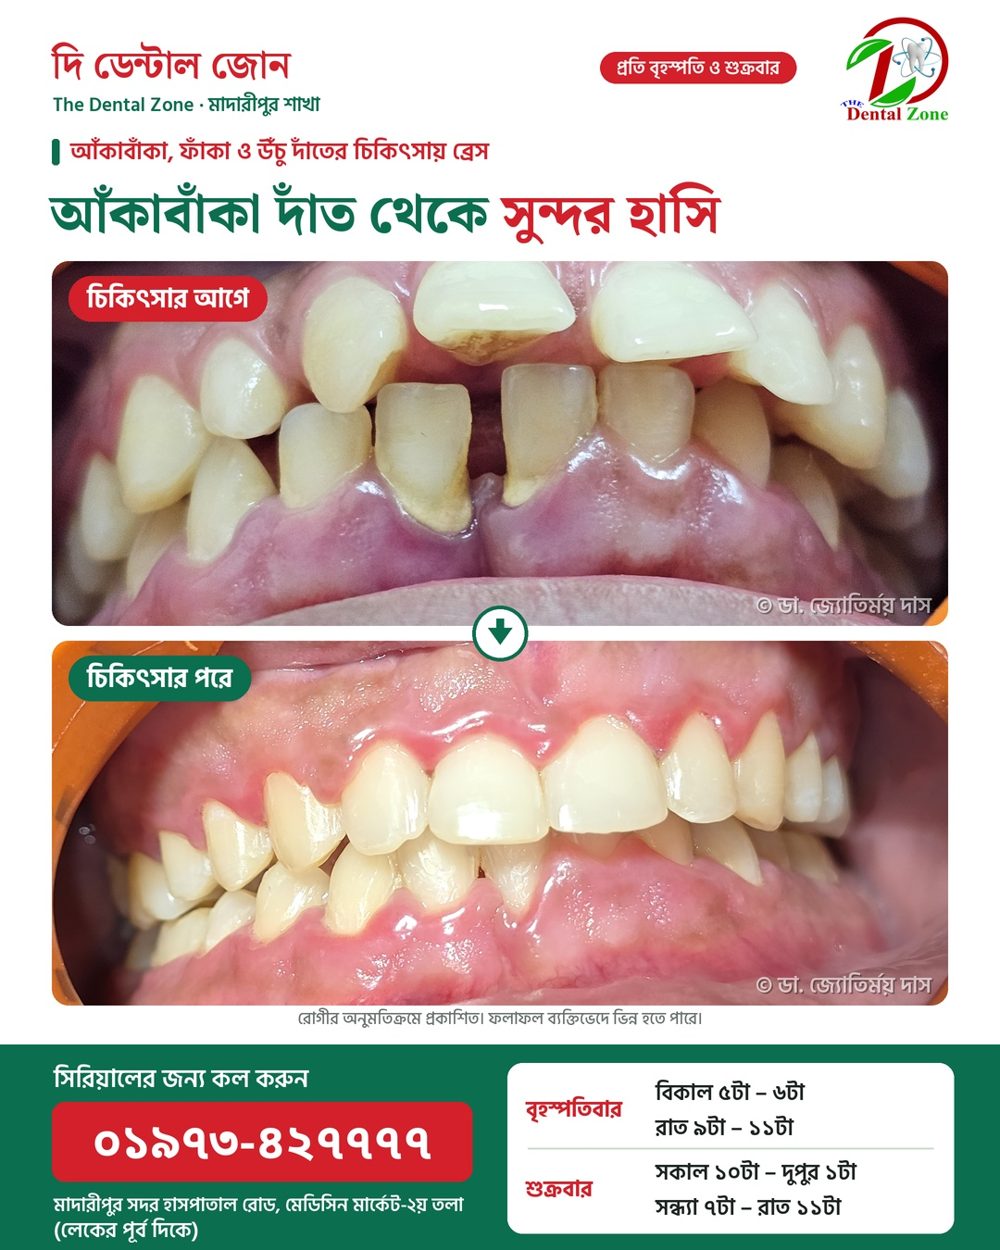 দি ডেন্টাল জোন
The Dental Zone · মাদারীপুর শাখা
প্রতি বৃহস্পতি ও শুক্রবার
THE
Dental Zone
আঁকাবাঁকা, ফাঁকা ও উঁচু দাঁতের চিকিৎসায় ব্রেস
আঁকাবাঁকা দাঁত থেকে সুন্দর হাসি
চিকিৎসার আগে
© ডা. জ্যোতির্ময় দাস
চিকিৎসার পরে
© ডা. জ্যোতির্ময় দাস
রোগীর অনুমতিক্রমে প্রকাশিত। ফলাফল ব্যক্তিভেদে ভিন্ন হতে পারে।
সিরিয়ালের জন্য কল করুন
০১৯৭৩-৪২৭৭৭৭
মাদারীপুর সদর হাসপাতাল রোড, মেডিসিন মার্কেট-২য় তলা
(লেকের পূর্ব দিকে)
বৃহস্পতিবার
বিকাল ৫টা – ৬টা
রাত ৯টা – ১১টা
শুক্রবার
সকাল ১০টা – দুপুর ১টা
সন্ধ্যা ৭টা – রাত ১১টা